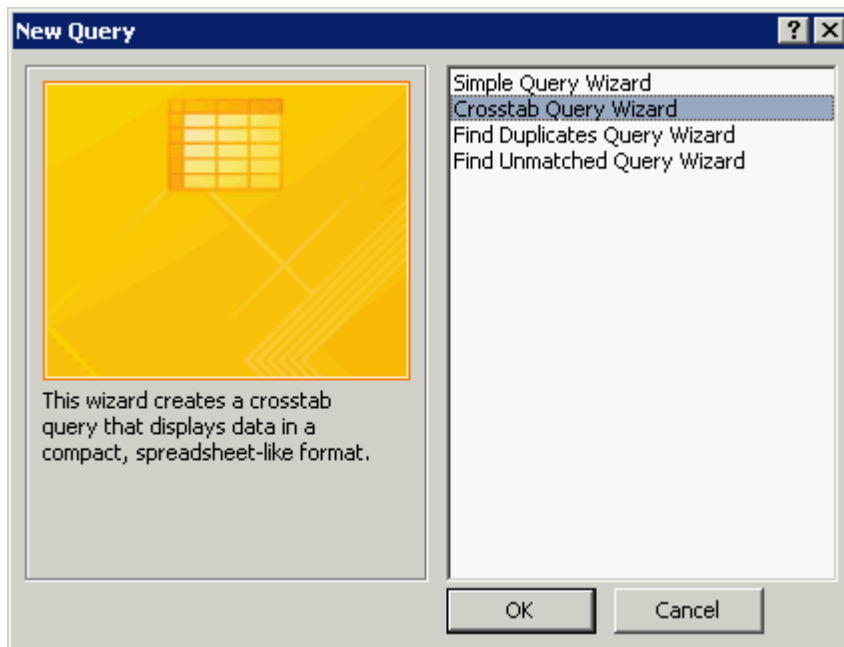 New Query
Simple Query Wizard
Crosstab Query Wizard
Find Duplicates Query Wizard
Find Unmatched Query Wizard
This wizard creates a crosstab
query that displays data in a
compact, spreadsheet-like format.
OK
Cancel